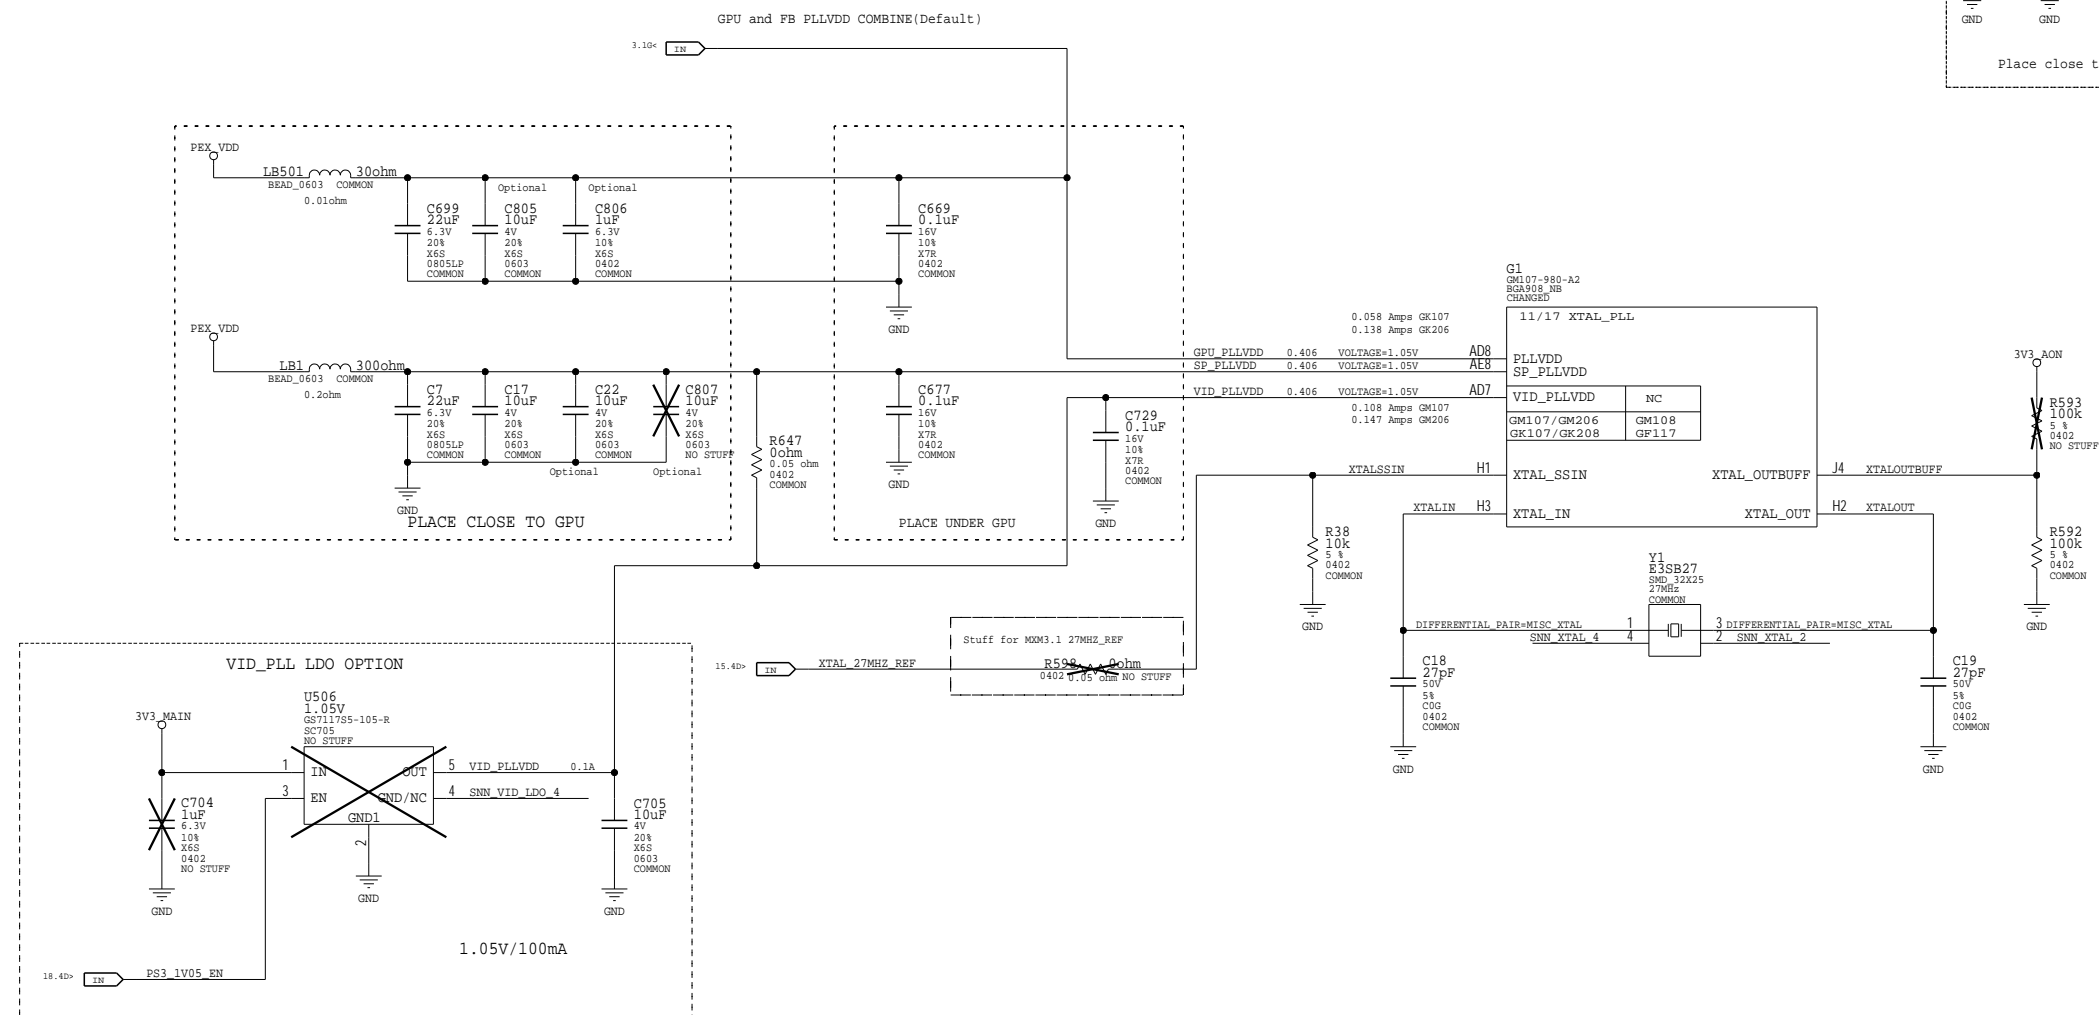 GPU and FB PLLVDD COMBINE(Default)
3.1G<
IN
GND
GND
Place close t
PEX_VDD
LB501
30ohm
BEAD_0603
COMMON
0.01ohm
Optional
Optional
C699
22uF
6.3V
20%
X6S
0805LP
COMMON
C805
10uF
4V
20%
X6S
0603
COMMON
C806
1uF
6.3V
10%
X6S
0402
COMMON
C669
0.1uF
16V
10%
X7R
0402
COMMON
GND
PEX_VDD
LB1
300ohm
BEAD_0603
COMMON
0.2ohm
C7
22uF
6.3V
20%
X6S
0805LP
COMMON
C17
10uF
4V
20%
X6S
0603
COMMON
C22
10uF
4V
20%
X6S
0603
COMMON
Optional
C807
10uF
4V
20%
X6S
0603
NO STUFF
Optional
GND
PLACE CLOSE TO GPU
R647
0ohm
0.05 ohm
0402
COMMON
C677
0.1uF
16V
10%
X7R
0402
COMMON
GND
PLACE UNDER GPU
C729
0.1uF
16V
10%
X7R
0402
COMMON
GND
G1
GM107-980-A2
BGA908_NB
CHANGED
11/17 XTAL_PLL
0.058 Amps GK107
0.138 Amps GK206
GPU_PLLVDD 0.406 VOLTAGE=1.05V AD8 PLLVDD
SP_PLLVDD 0.406 VOLTAGE=1.05V AE8 SP_PLLVDD
VID_PLLVDD 0.406 VOLTAGE=1.05V AD7 VID_PLLVDD NC
0.108 Amps GM107
0.147 Amps GM206
GM107/GM206 GM108
GK107/GK208 GF117
XTALSSIN H1 XTAL_SSIN
XTAL_OUTBUFF J4 XTALOUTBUFF
XTALIN H3 XTAL_IN
XTAL_OUT H2 XTALOUT
3V3_AON
R593
100k
5 %
0402
NO STUFF
R592
100k
5 %
0402
COMMON
GND
R38
10k
5 %
0402
COMMON
GND
Y1
E3SB27
SMD_32X25
27MHz
COMMON
DIFFERENTIAL_PAIR=MISC_XTAL 1
3 DIFFERENTIAL_PAIR=MISC_XTAL
SNN_XTAL_4 4
2 SNN_XTAL_2
C18
27pF
50V
5%
C0G
0402
COMMON
GND
C19
27pF
50V
5%
C0G
0402
COMMON
GND
Stuff for MXM3.1 27MHZ_REF
15.4D>
IN
XTAL_27MHZ_REF
R598
0ohm
0402
0.05 ohm
NO STUFF
VID_PLL LDO OPTION
U506
1.05V
GS7117S5-105-R
SC705
NO STUFF
3V3_MAIN
1 IN
OUT 5 VID_PLLVDD 0.1A
3 EN
GND/NC 4 SNN_VID_LDO_4
GND1
2
GND
C704
1uF
6.3V
10%
X6S
0402
NO STUFF
GND
C705
10uF
4V
20%
X6S
0603
COMMON
GND
1.05V/100mA
18.4D>
IN
PS3_1V05_EN